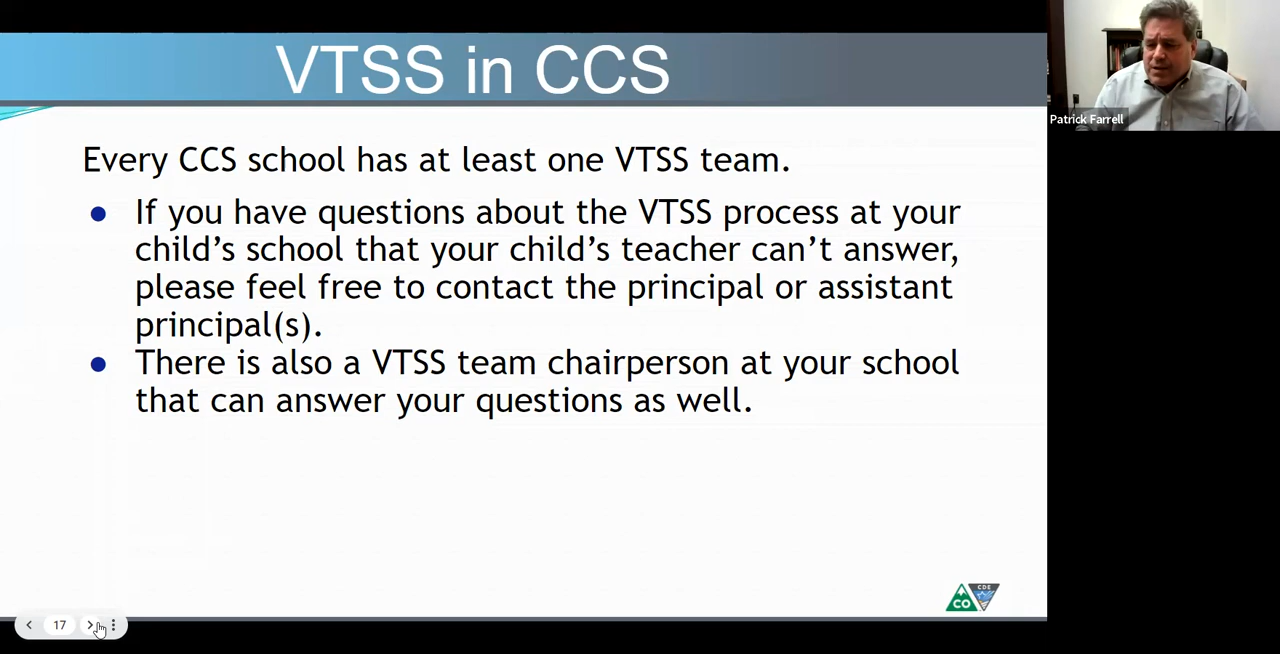 VTSS in CCS
Patrick Farrell
Every CCS school has at least one VTSS team.
● If you have questions about the VTSS process at your
child’s school that your child’s teacher can’t answer,
please feel free to contact the principal or assistant
principal(s).
● There is also a VTSS team chairperson at your school
that can answer your questions as well.
CO
CDE
17